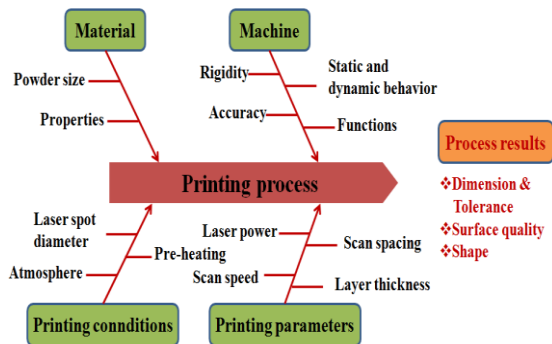 Material
Machine
Powder size
Properties
Rigidity
Static and
dynamic behavior
Accuracy
Functions
Printing process
Process results
❖Dimension &
Tolerance
❖Surface quality
❖Shape
Laser spot
diameter
Pre-heating
Atmosphere
Laser power
Scan spacing
Scan speed
Layer thickness
Printing connditions
Printing parameters